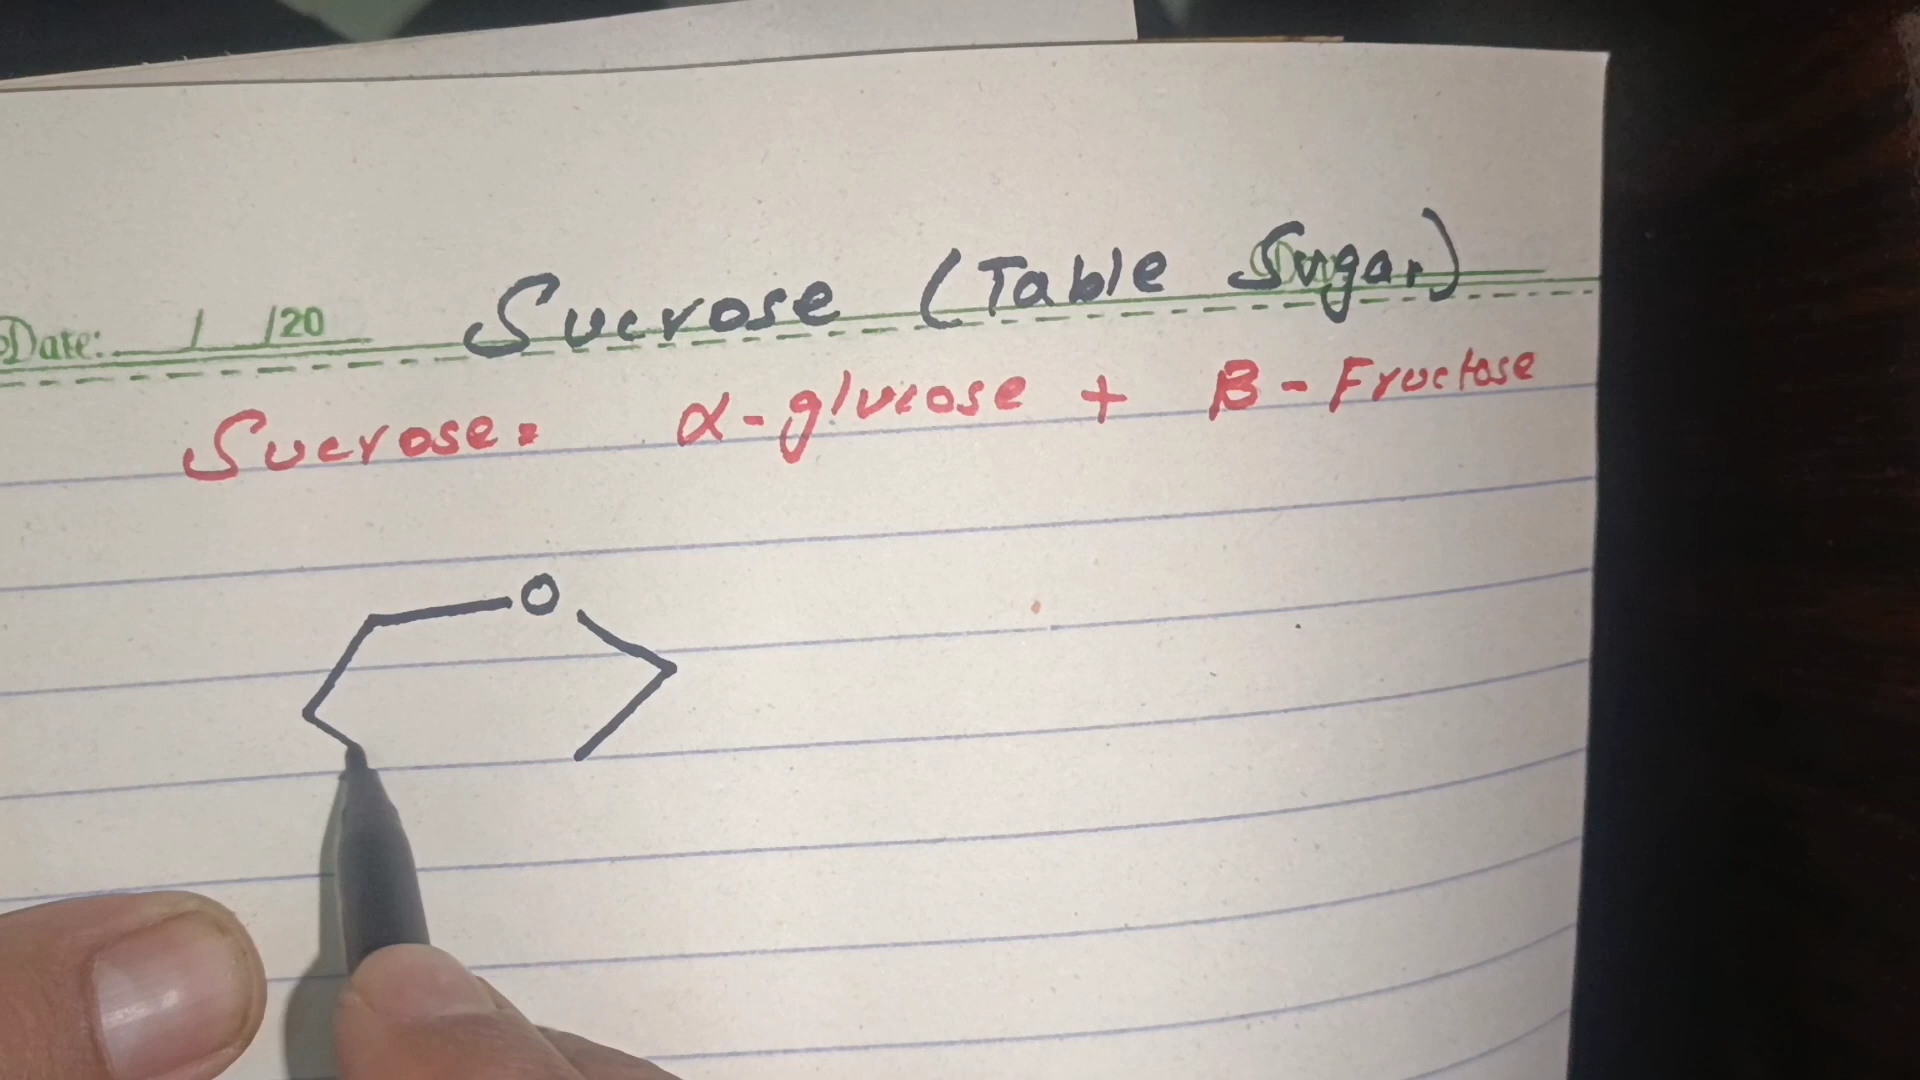 Sucrose (Table Sugar)
Date: / /20
Sucrose = α-glucose + β-Fructose
O